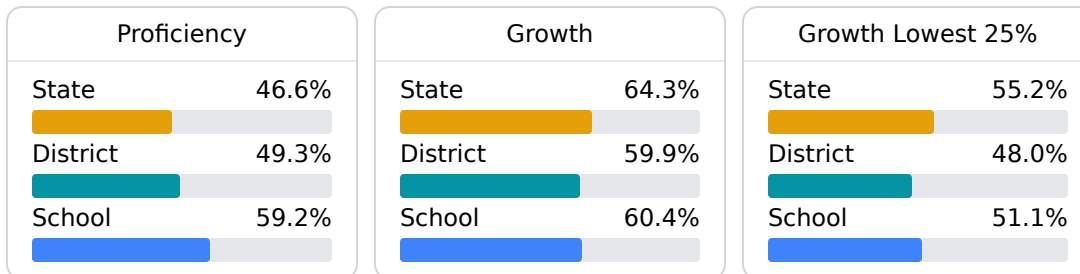 Proficiency
State 46.6%
District 49.3%
School 59.2%
Growth
State 64.3%
District 59.9%
School 60.4%
Growth Lowest 25%
State 55.2%
District 48.0%
School 51.1%